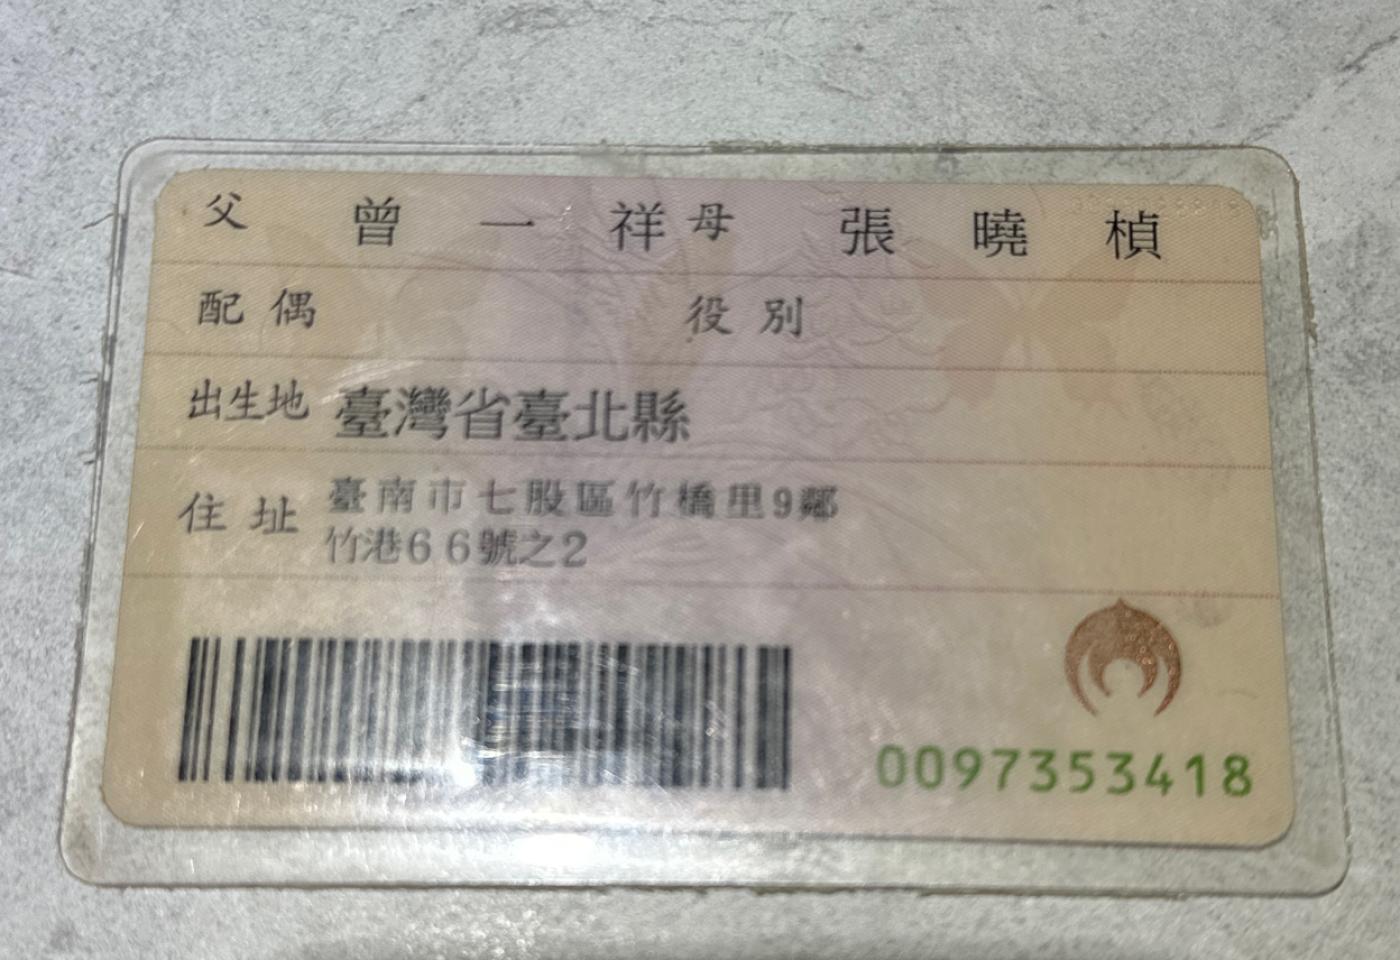 父 曾一祥 母 張曉楨
配偶 役別
出生地 臺灣省臺北縣
住址 臺南市七股區竹橋里9鄰
竹港66號之2
0097353418